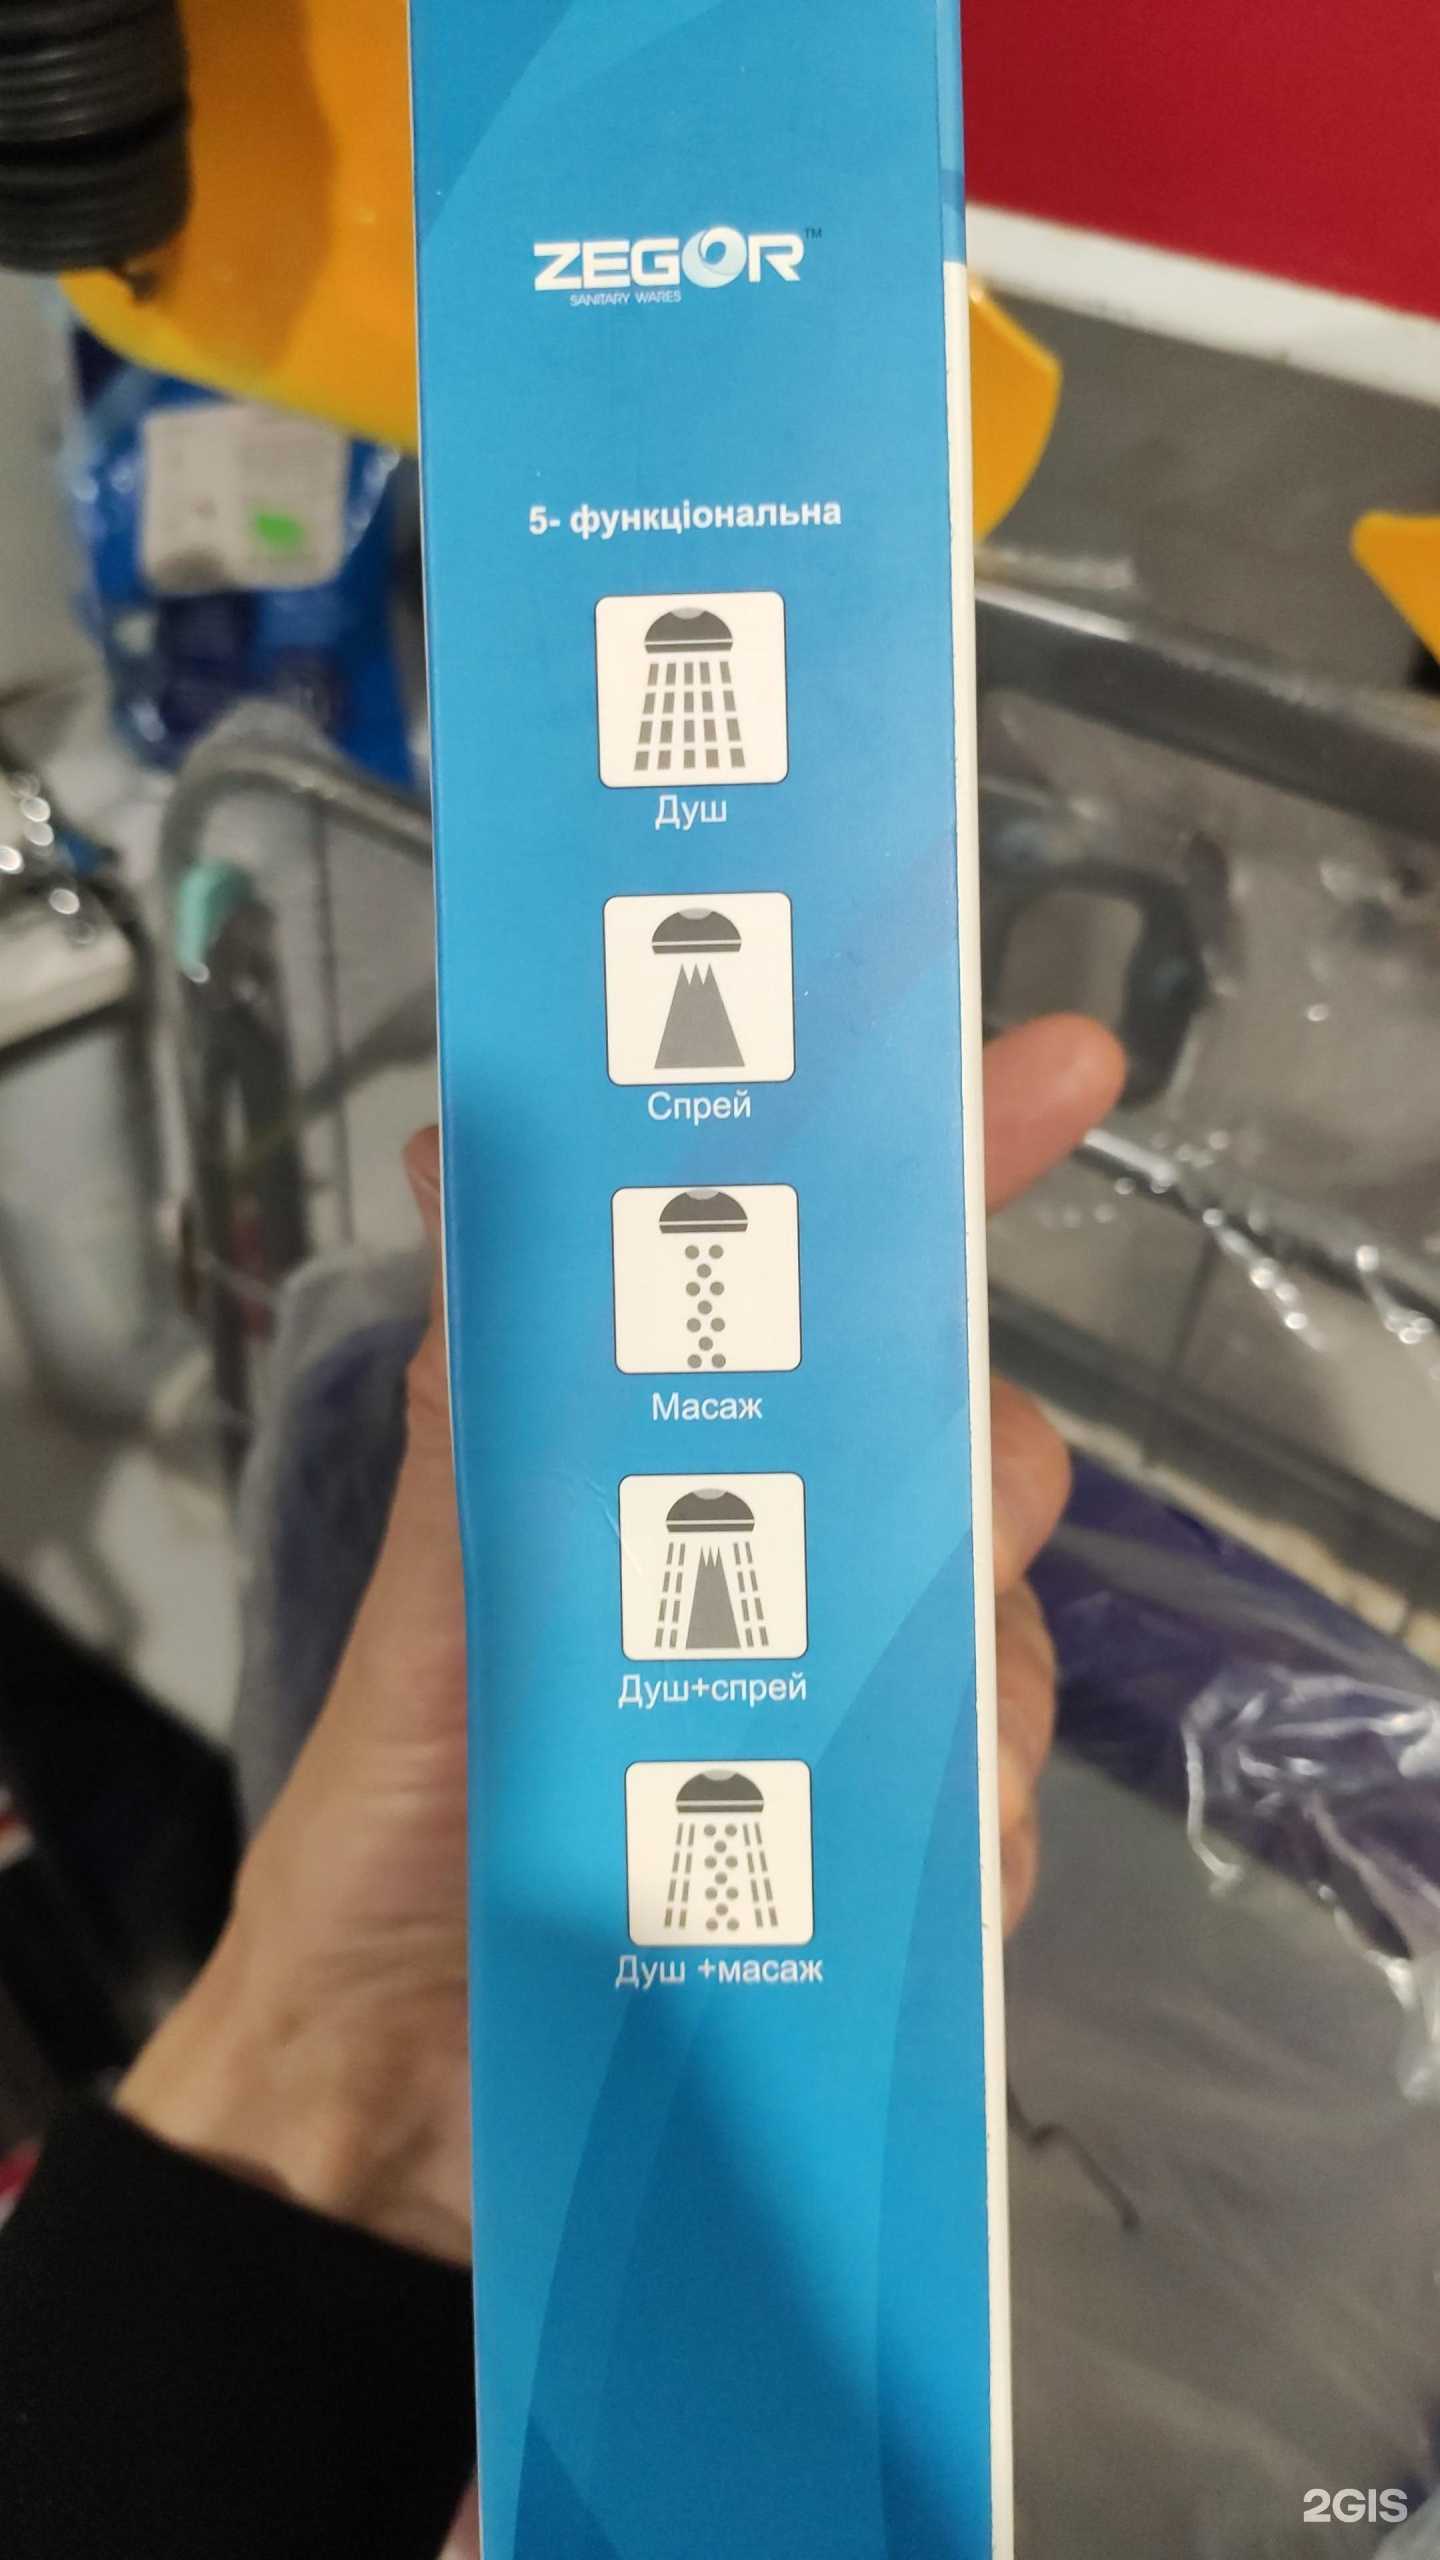 ZEGOR™
SANITARY WARES
5- функціональна
Душ
Спрей
Масаж
Душ+спрей
Душ +масаж
2GIS